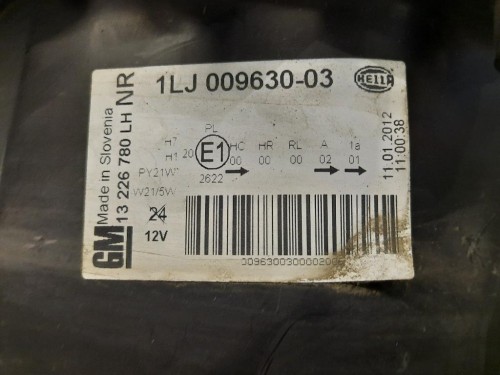 1LJ 009630-03
HELLA
GM
Made in Slovenia
13 226 780 LH
NR
PL
H7
H1
20
E1
HC HR RL A 1a
00 00 00 02 01
PY21W
W21/5W
2622
24
12V
11.01.2012
11:00:38